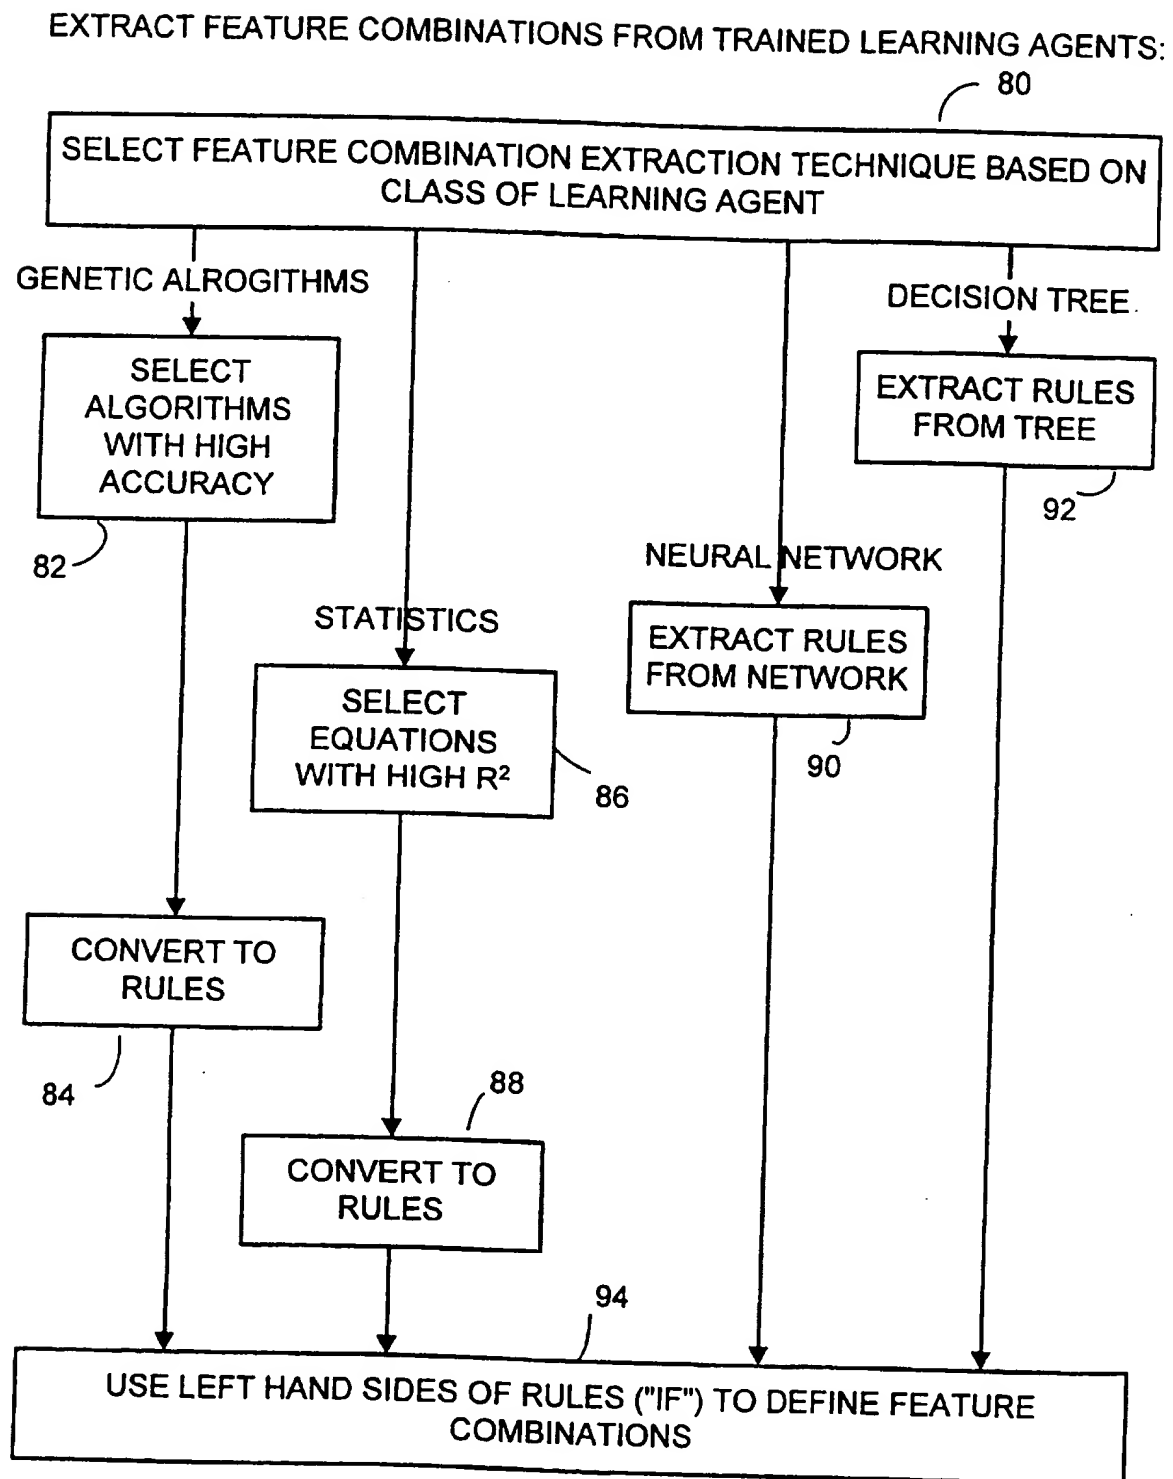 EXTRACT FEATURE COMBINATIONS FROM TRAINED LEARNING AGENTS:
80
SELECT FEATURE COMBINATION EXTRACTION TECHNIQUE BASED ON
CLASS OF LEARNING AGENT
GENETIC ALROGITHMS
DECISION TREE
SELECT
ALGORITHMS
WITH HIGH
ACCURACY
82
EXTRACT RULES
FROM TREE
92
NEURAL NETWORK
EXTRACT RULES
FROM NETWORK
90
STATISTICS
SELECT
EQUATIONS
WITH HIGH R²
86
CONVERT TO
RULES
84
88
CONVERT TO
RULES
94
USE LEFT HAND SIDES OF RULES ("IF") TO DEFINE FEATURE
COMBINATIONS